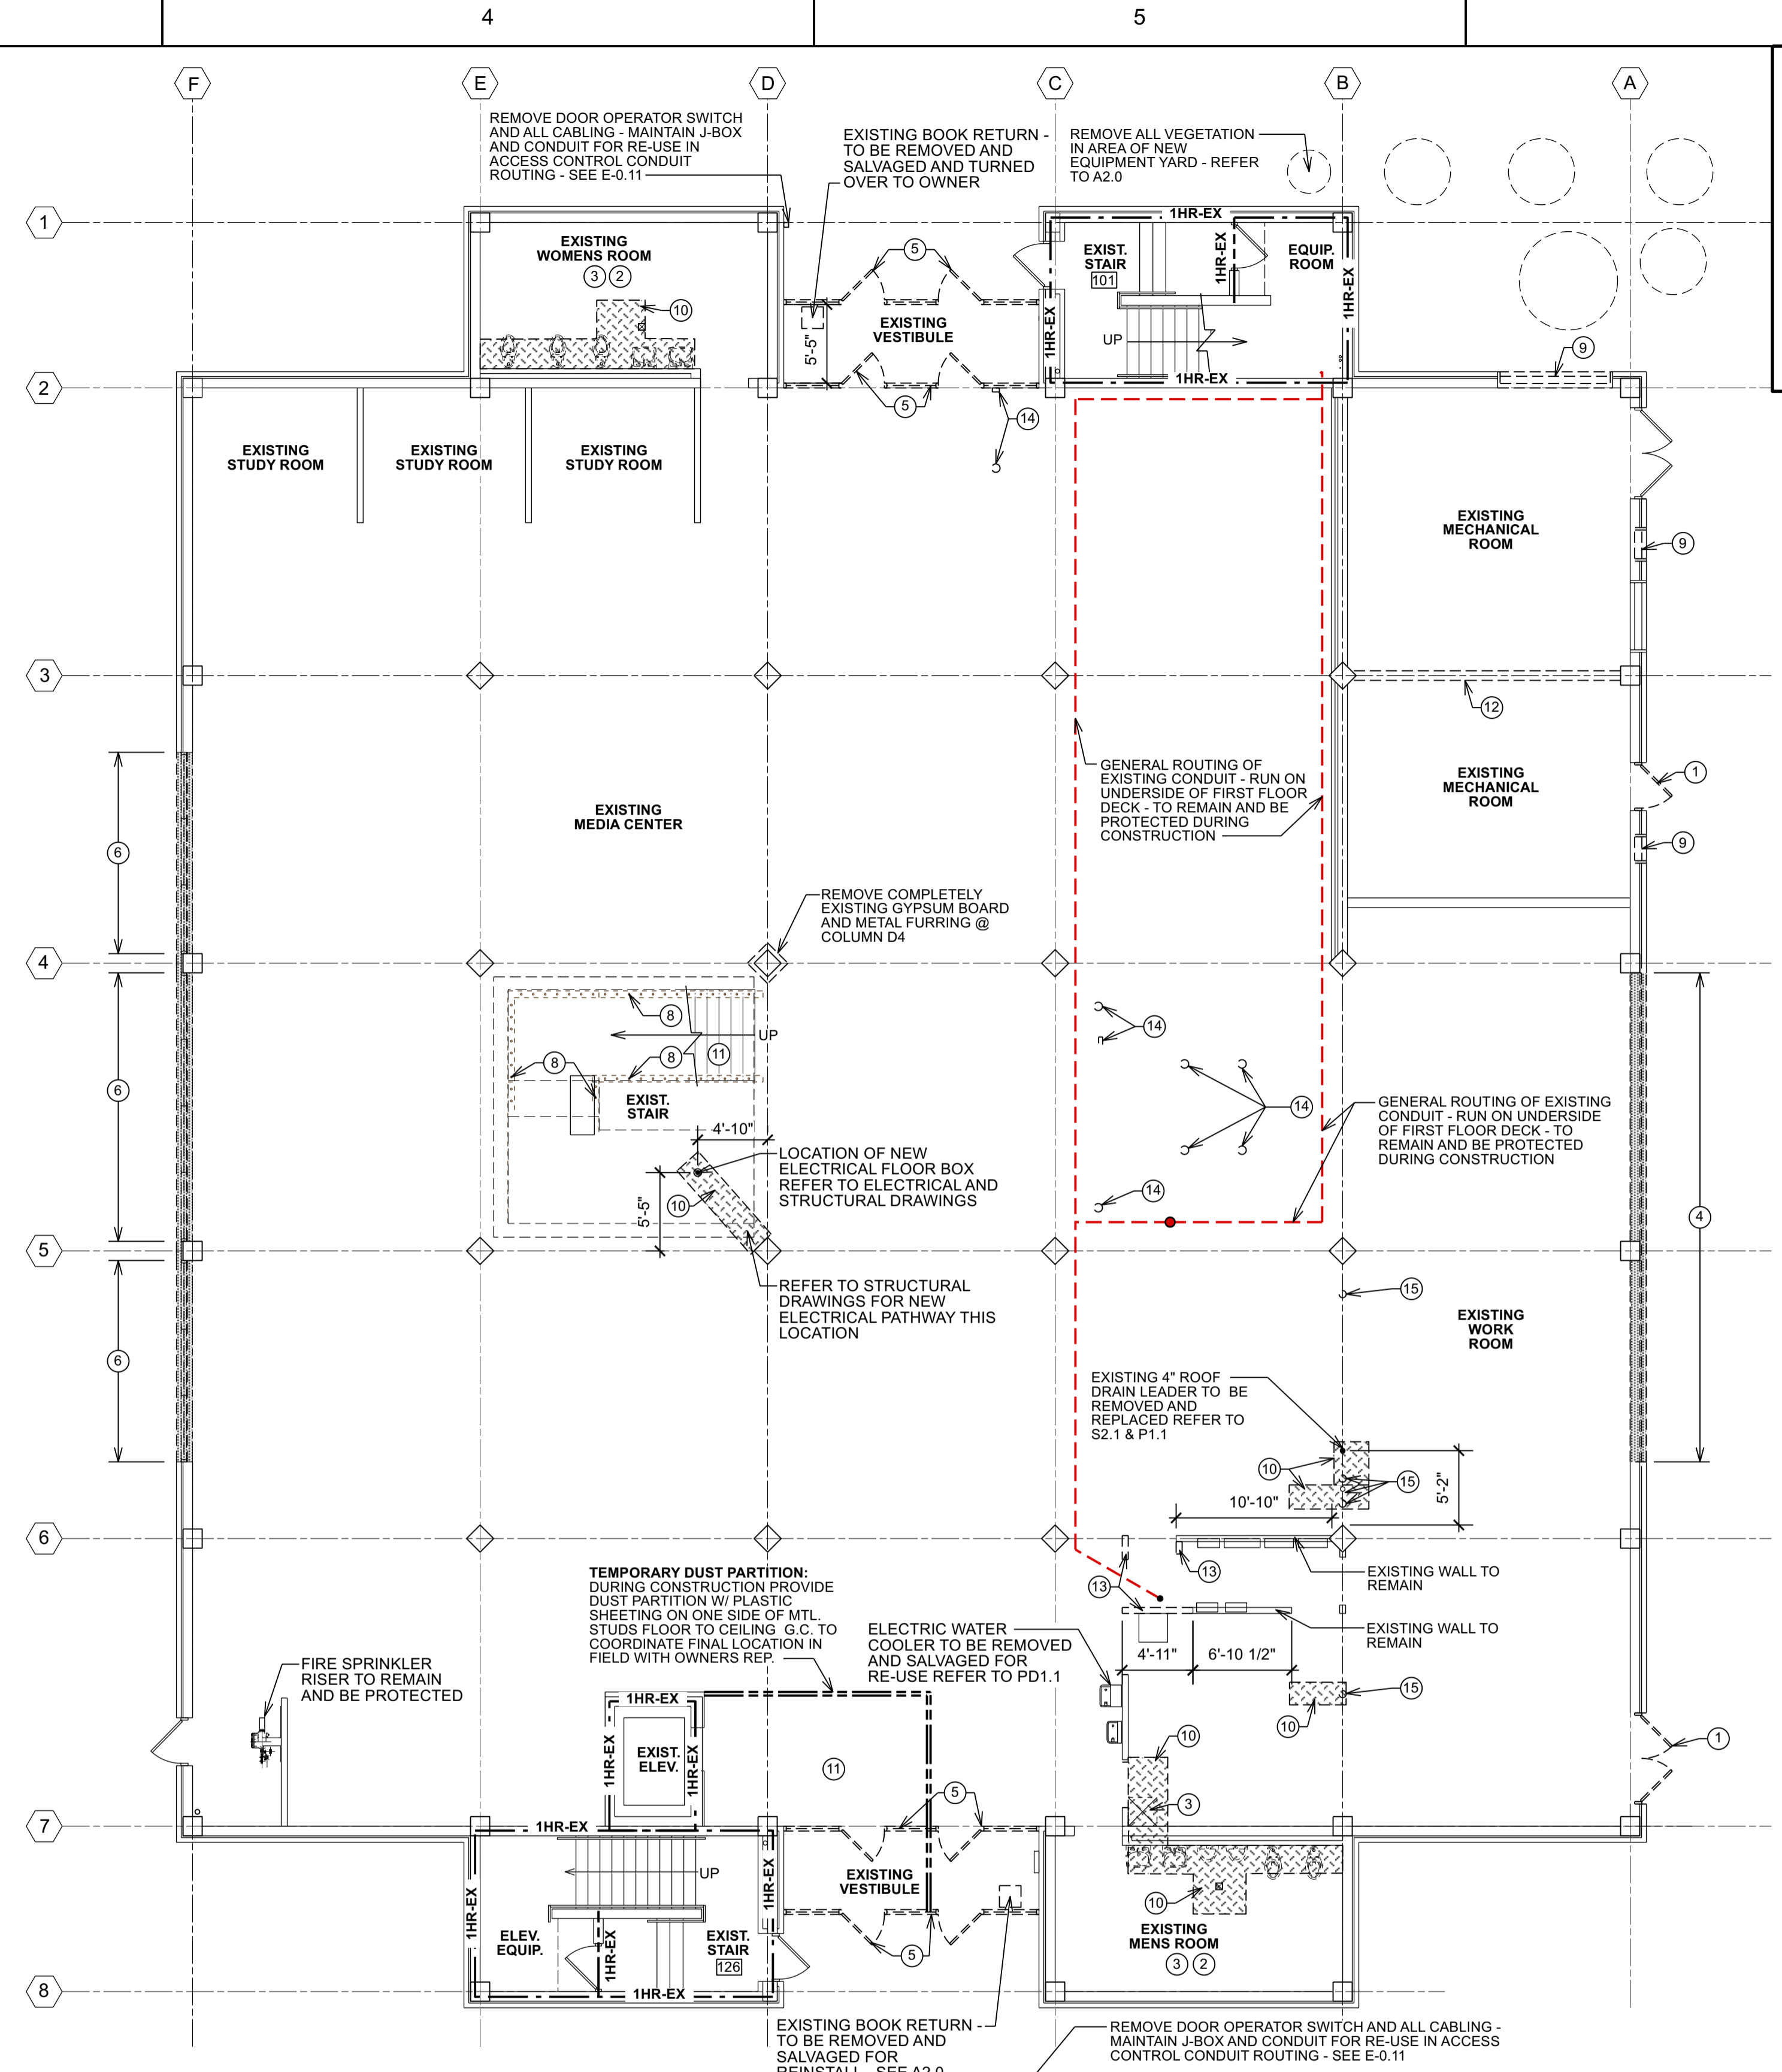 4
5
F
E
D
C
B
A
REMOVE DOOR OPERATOR SWITCH
AND ALL CABLING - MAINTAIN J-BOX
AND CONDUIT FOR RE-USE IN
ACCESS CONTROL CONDUIT
ROUTING - SEE E-0.11
EXISTING BOOK RETURN -
TO BE REMOVED AND
SALVAGED AND TURNED
OVER TO OWNER
REMOVE ALL VEGETATION
IN AREA OF NEW
EQUIPMENT YARD - REFER
TO A2.0
1
1HR-EX
EXISTING
WOMENS ROOM
3
2
10
5
EXISTING
VESTIBULE
5'-5"
5
1HR-EX
EXIST.
STAIR
101
1HR-EX
EQUIP.
ROOM
1HR-EX
UP
1HR-EX
9
2
14
EXISTING
STUDY ROOM
EXISTING
STUDY ROOM
EXISTING
STUDY ROOM
EXISTING
MECHANICAL
ROOM
9
3
12
GENERAL ROUTING OF
EXISTING CONDUIT - RUN ON
UNDERSIDE OF FIRST FLOOR
DECK - TO REMAIN AND BE
PROTECTED DURING
CONSTRUCTION
EXISTING
MECHANICAL
ROOM
1
9
EXISTING
MEDIA CENTER
6
REMOVE COMPLETELY
EXISTING GYPSUM BOARD
AND METAL FURRING @
COLUMN D4
4
8
UP
11
8
8
EXIST.
STAIR
14
14
6
4'-10"
LOCATION OF NEW
ELECTRICAL FLOOR BOX
REFER TO ELECTRICAL AND
STRUCTURAL DRAWINGS
10
5'-5"
14
GENERAL ROUTING OF EXISTING
CONDUIT - RUN ON UNDERSIDE
OF FIRST FLOOR DECK - TO
REMAIN AND BE PROTECTED
DURING CONSTRUCTION
4
5
REFER TO STRUCTURAL
DRAWINGS FOR NEW
ELECTRICAL PATHWAY THIS
LOCATION
15
EXISTING
WORK
ROOM
6
EXISTING 4" ROOF
DRAIN LEADER TO BE
REMOVED AND
REPLACED REFER TO
S2.1 & P1.1
10
15
10'-10"
5'-2"
6
13
13
EXISTING WALL TO
REMAIN
EXISTING WALL TO
REMAIN
TEMPORARY DUST PARTITION:
DURING CONSTRUCTION PROVIDE
DUST PARTITION W/ PLASTIC
SHEETING ON ONE SIDE OF MTL.
STUDS FLOOR TO CEILING G.C. TO
COORDINATE FINAL LOCATION IN
FIELD WITH OWNERS REP.
ELECTRIC WATER
COOLER TO BE REMOVED
AND SALVAGED FOR
RE-USE REFER TO PD1.1
4'-11"
6'-10 1/2"
FIRE SPRINKLER
RISER TO REMAIN
AND BE PROTECTED
1HR-EX
1HR-EX
EXIST.
ELEV.
1HR-EX
11
15
10
10
1
5
3
7
1HR-EX
1HR-EX
UP
1HR-EX
EXISTING
VESTIBULE
5
10
ELEV.
EQUIP.
1HR-EX
EXIST.
STAIR
126
EXISTING
MENS ROOM
3
2
8
1HR-EX
EXISTING BOOK RETURN -
TO BE REMOVED AND
SALVAGED FOR
REINSTALL - SEE A2.0
REMOVE DOOR OPERATOR SWITCH AND ALL CABLING -
MAINTAIN J-BOX AND CONDUIT FOR RE-USE IN ACCESS
CONTROL CONDUIT ROUTING - SEE E-0.11